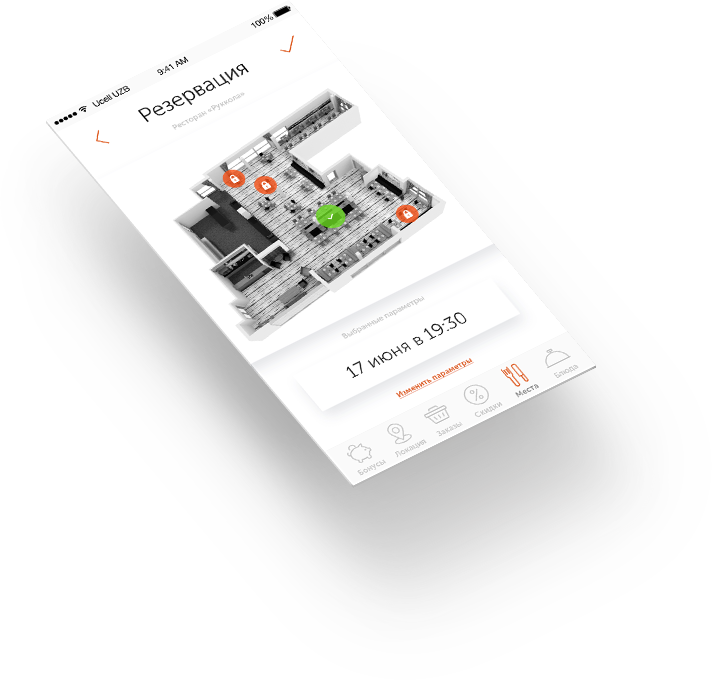 Ucell UZB 9:41 AM 100%
Резервация
Ресторан «Руккола»
Выбранные параметры
17 июня в 19:30
Изменить параметры
Бонусы Локация Заказы Скидки Места Блюда